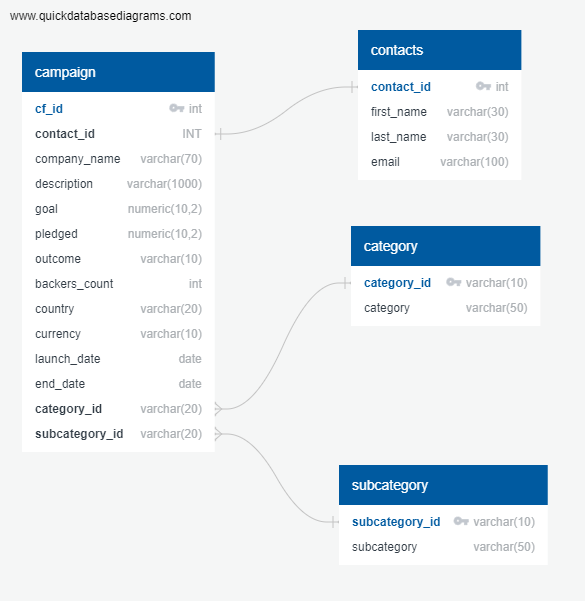 www.quickdatabasediagrams.com
campaign
cf_id int
contact_id INT
company_name varchar(70)
description varchar(1000)
goal numeric(10,2)
pledged numeric(10,2)
outcome varchar(10)
backers_count int
country varchar(20)
currency varchar(10)
launch_date date
end_date date
category_id varchar(20)
subcategory_id varchar(20)
contacts
contact_id int
first_name varchar(30)
last_name varchar(30)
email varchar(100)
category
category_id varchar(10)
category varchar(50)
subcategory
subcategory_id varchar(10)
subcategory varchar(50)